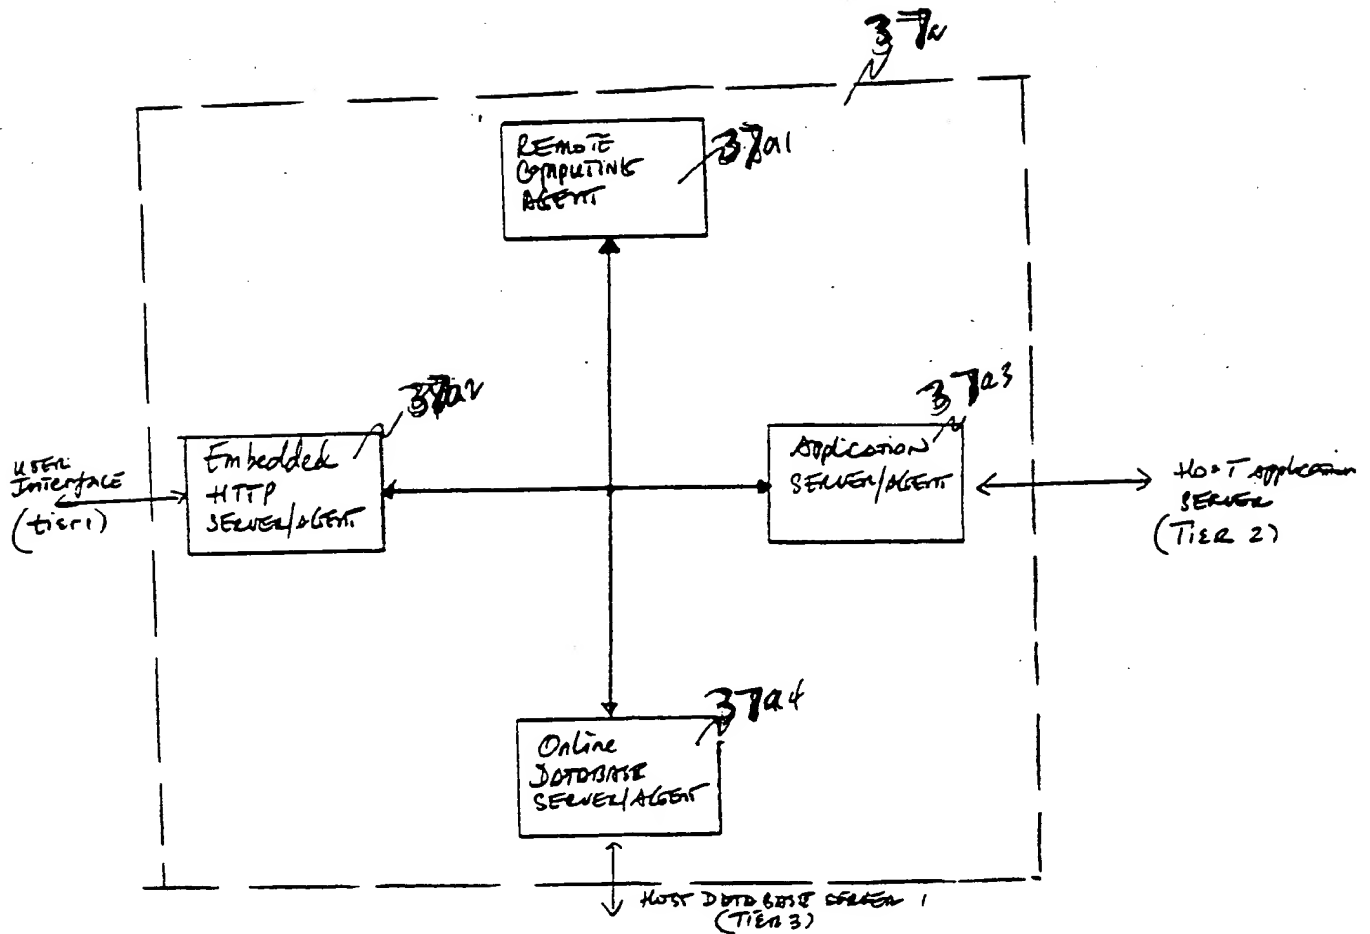 37a
REMOTE
COMPUTING
AGENT
37a1
37a2
37a3
Embedded
HTTP
SERVER/AGENT
Application
SERVER/AGENT
USER
Interface
(tier 1)
HOST Application
SERVER
(TIER 2)
37a4
Online
DATABASE
SERVER/AGENT
HOST DATABASE SERVER
(TIER 3)